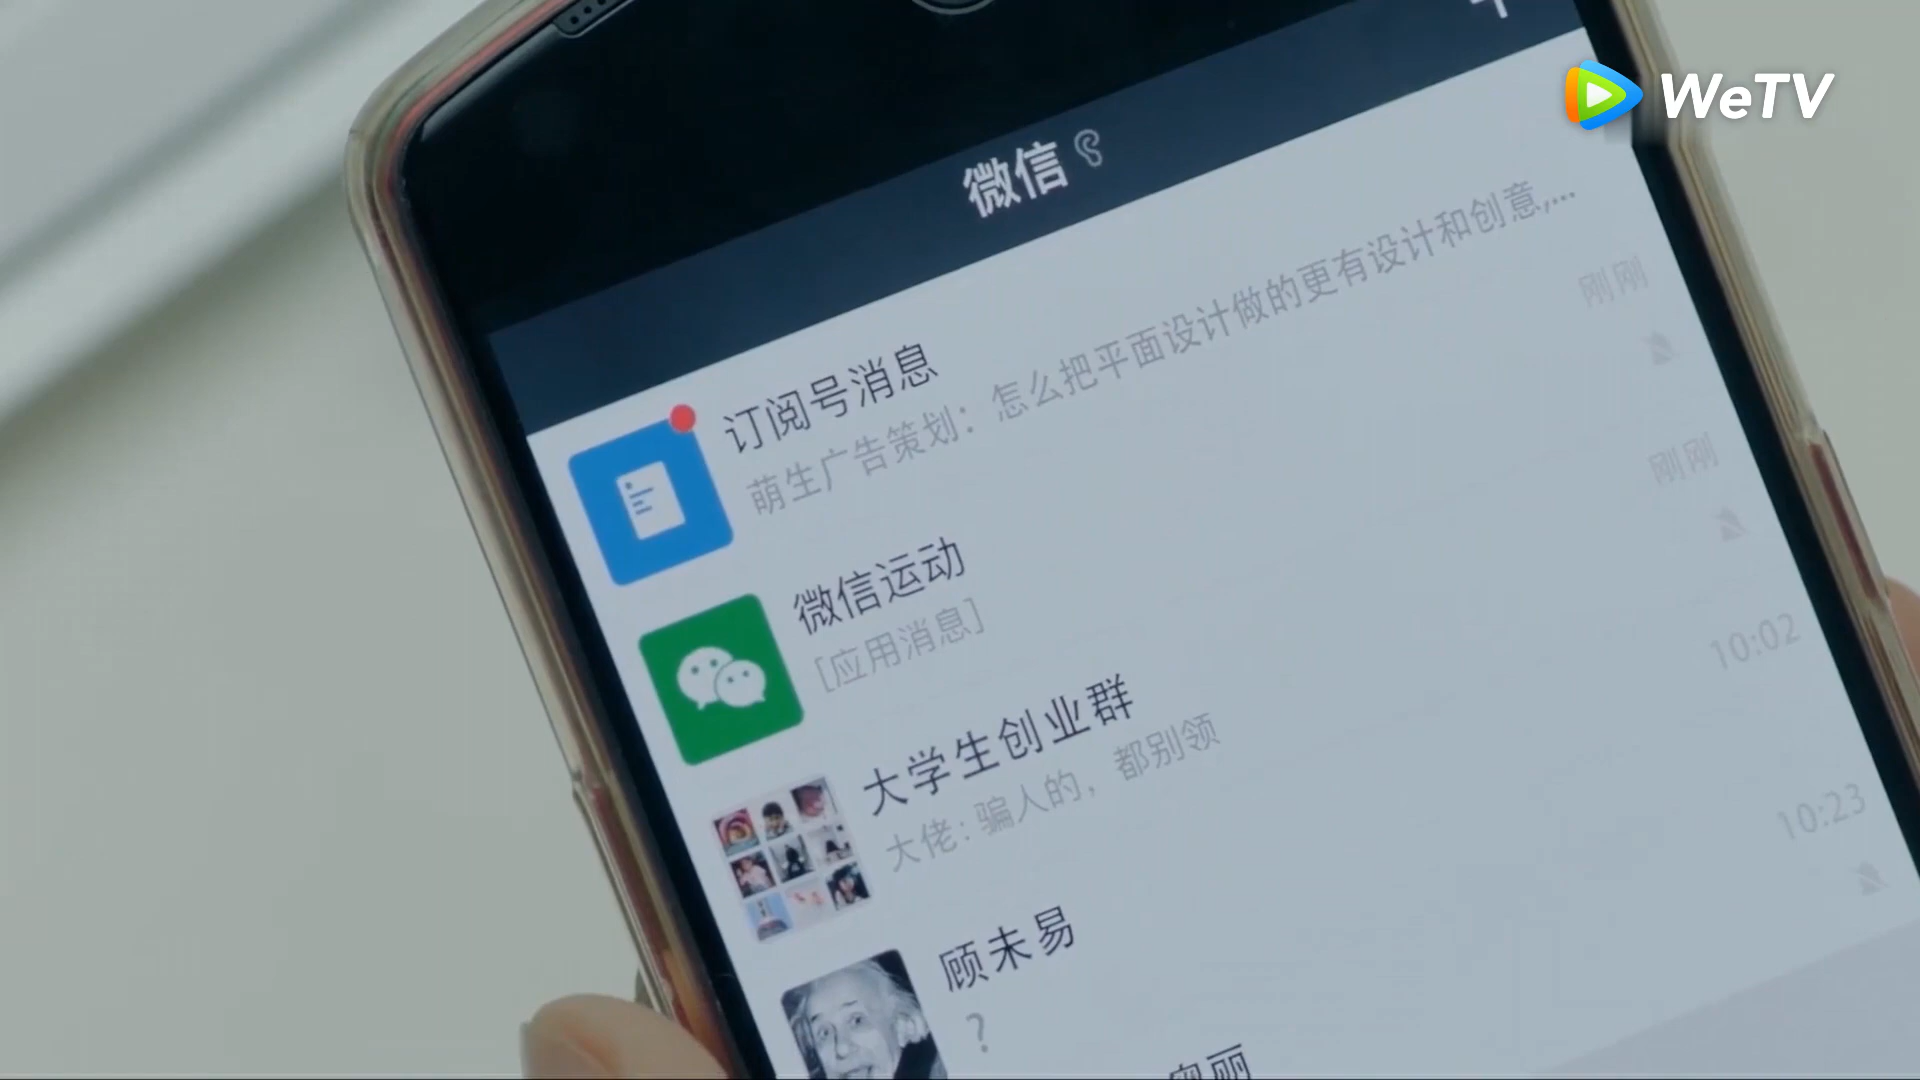 WeTV
微信
订阅号消息
刚刚
萌生广告策划：怎么把平面设计做的更有设计和创意,...
微信运动
刚刚
[应用消息]
大学生创业群
10:02
大佬: 骗人的，都别领
顾未易
10:23
?